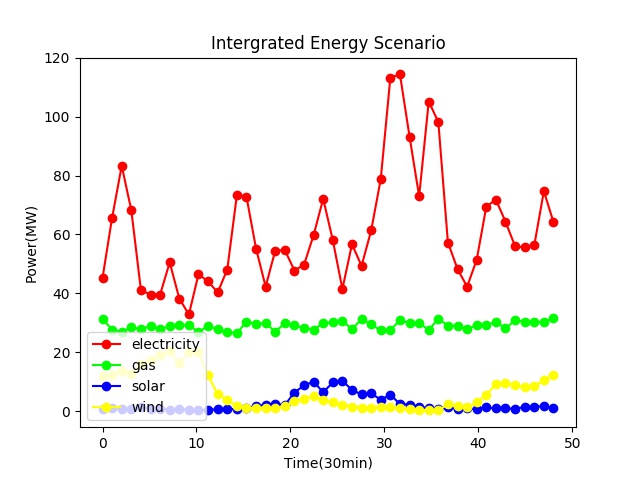 Intergrated Energy Scenario
Power(MW)
120
100
80
60
40
20
0
electricity
gas
solar
wind
0 10 20 30 40 50
Time(30min)